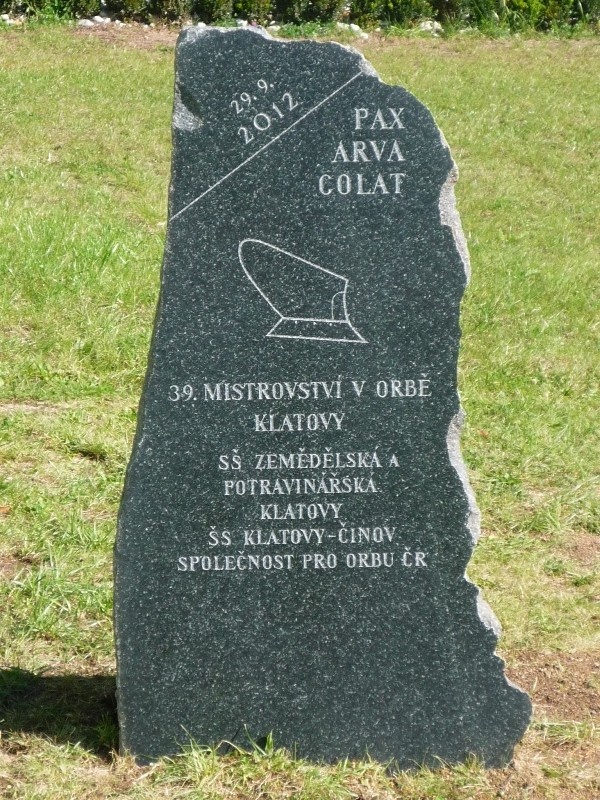 29. 9.
2012
PAX
ARVA
COLAT
39. MISTROVSTVÍ V ORBĚ
KLATOVY
SŠ ZEMĚDĚLSKÁ A
POTRAVINÁŘSKÁ
KLATOVY
ŠS KLATOVY-ČINOV
SPOLEČNOST PRO ORBU ČR